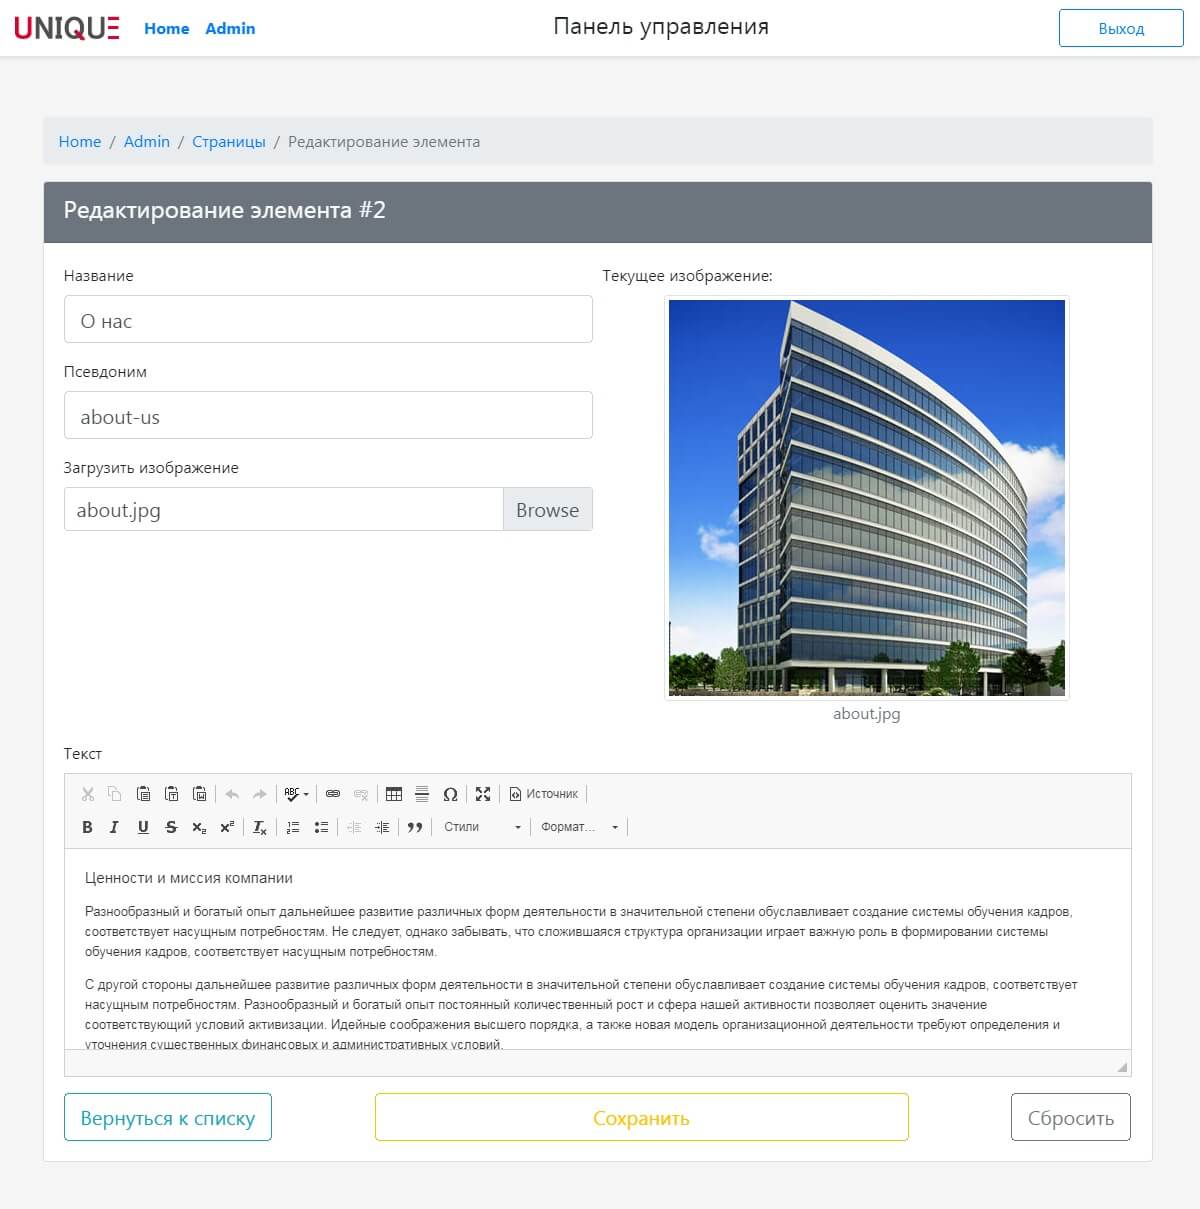 UNIQUE Home Admin Панель управления Выход
Home / Admin / Страницы / Редактирование элемента
Редактирование элемента #2
Название
О нас
Псевдоним
about-us
Загрузить изображение
about.jpg Browse
Текущее изображение:
about.jpg
Текст
ABC Ω Источник
B I U S x₂ x² Tx Стили Формат...
Ценности и миссия компании
Разнообразный и богатый опыт дальнейшее развитие различных форм деятельности в значительной степени обуславливает создание системы обучения кадров,
соответствует насущным потребностям. Не следует, однако забывать, что сложившаяся структура организации играет важную роль в формировании системы
обучения кадров, соответствует насущным потребностям.
С другой стороны дальнейшее развитие различных форм деятельности в значительной степени обуславливает создание системы обучения кадров, соответствует
насущным потребностям. Разнообразный и богатый опыт постоянный количественный рост и сфера нашей активности позволяет оценить значение
соответствующий условий активизации. Идейные соображения высшего порядка, а также новая модель организационной деятельности требуют определения и
уточнения существенных финансовых и административных условий.
Вернуться к списку Сохранить Сбросить